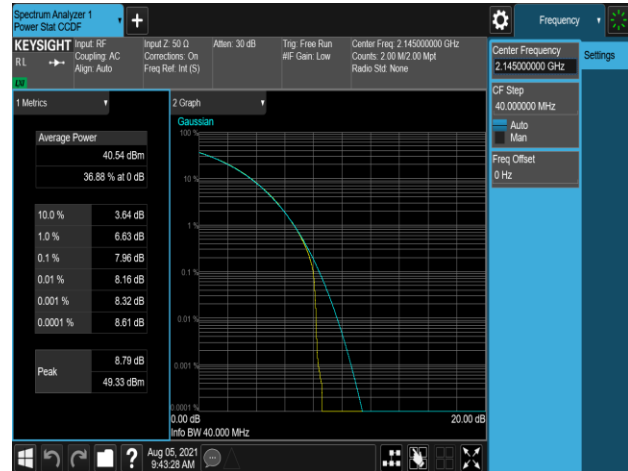 Spectrum Analyzer 1
Power Stat CCDF
+
Frequency
KEYSIGHT
RL
LNI
Input: RF
Coupling: AC
Align: Auto
Input Z: 50 Ω
Corrections: On
Freq Ref: Int (S)
Atten: 30 dB
Trig: Free Run
#IF Gain: Low
Center Freq: 2.145000000 GHz
Counts: 2.00 M/2.00 Mpt
Radio Std: None
Center Frequency
2.145000000 GHz
Settings
CF Step
40.000000 MHz
Auto
Man
Freq Offset
0 Hz
1 Metrics
Average Power
40.54 dBm
36.88 % at 0 dB
10.0 % 3.64 dB
1.0 % 6.63 dB
0.1 % 7.96 dB
0.01 % 8.16 dB
0.001 % 8.32 dB
0.0001 % 8.61 dB
Peak
8.79 dB
49.33 dBm
2 Graph
Gaussian
100 %
10 %
1 %
0.1 %
0.01 %
0.001 %
0.0001 %
0.00 dB 20.00 dB
Info BW 40.000 MHz
?
Aug 05, 2021
9:43:28 AM